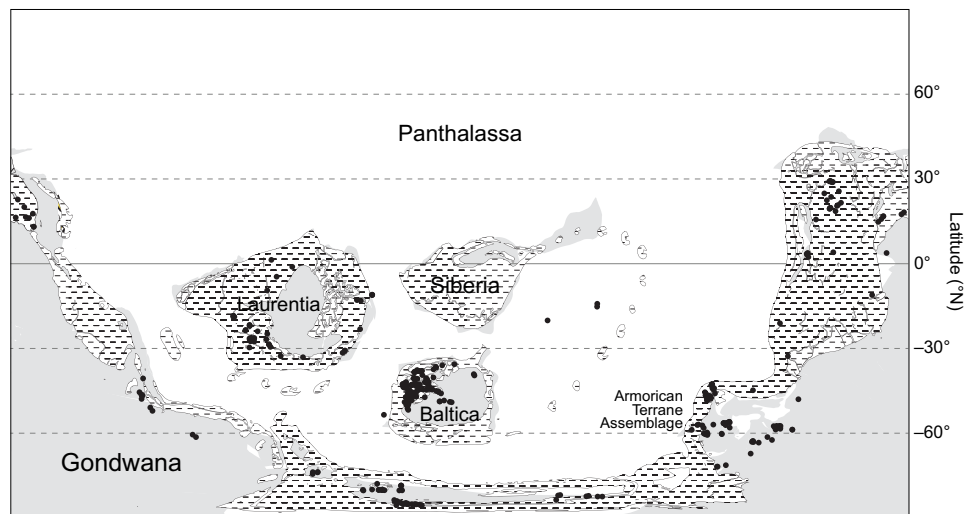 60°
Panthalassa
30°
0°
Siberia
Laurentia
Latitude (°N)
–30°
Armorican
Terrane
Assemblage
Baltica
–60°
Gondwana